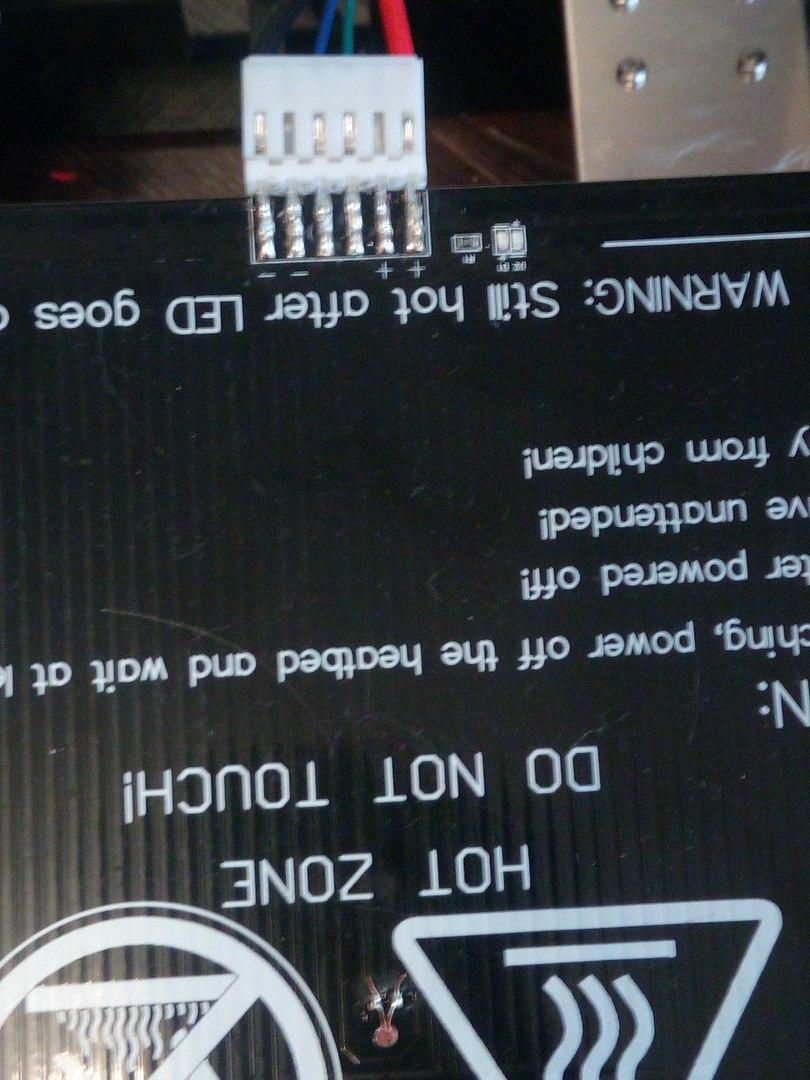 HOT ZONE
DO NOT TOUCH!
N:
ching, power off the heatbed and wait at l
ter powered off!
ve unattended!
y from children!
WARNING: Still hot after LED goes o
+ + - -